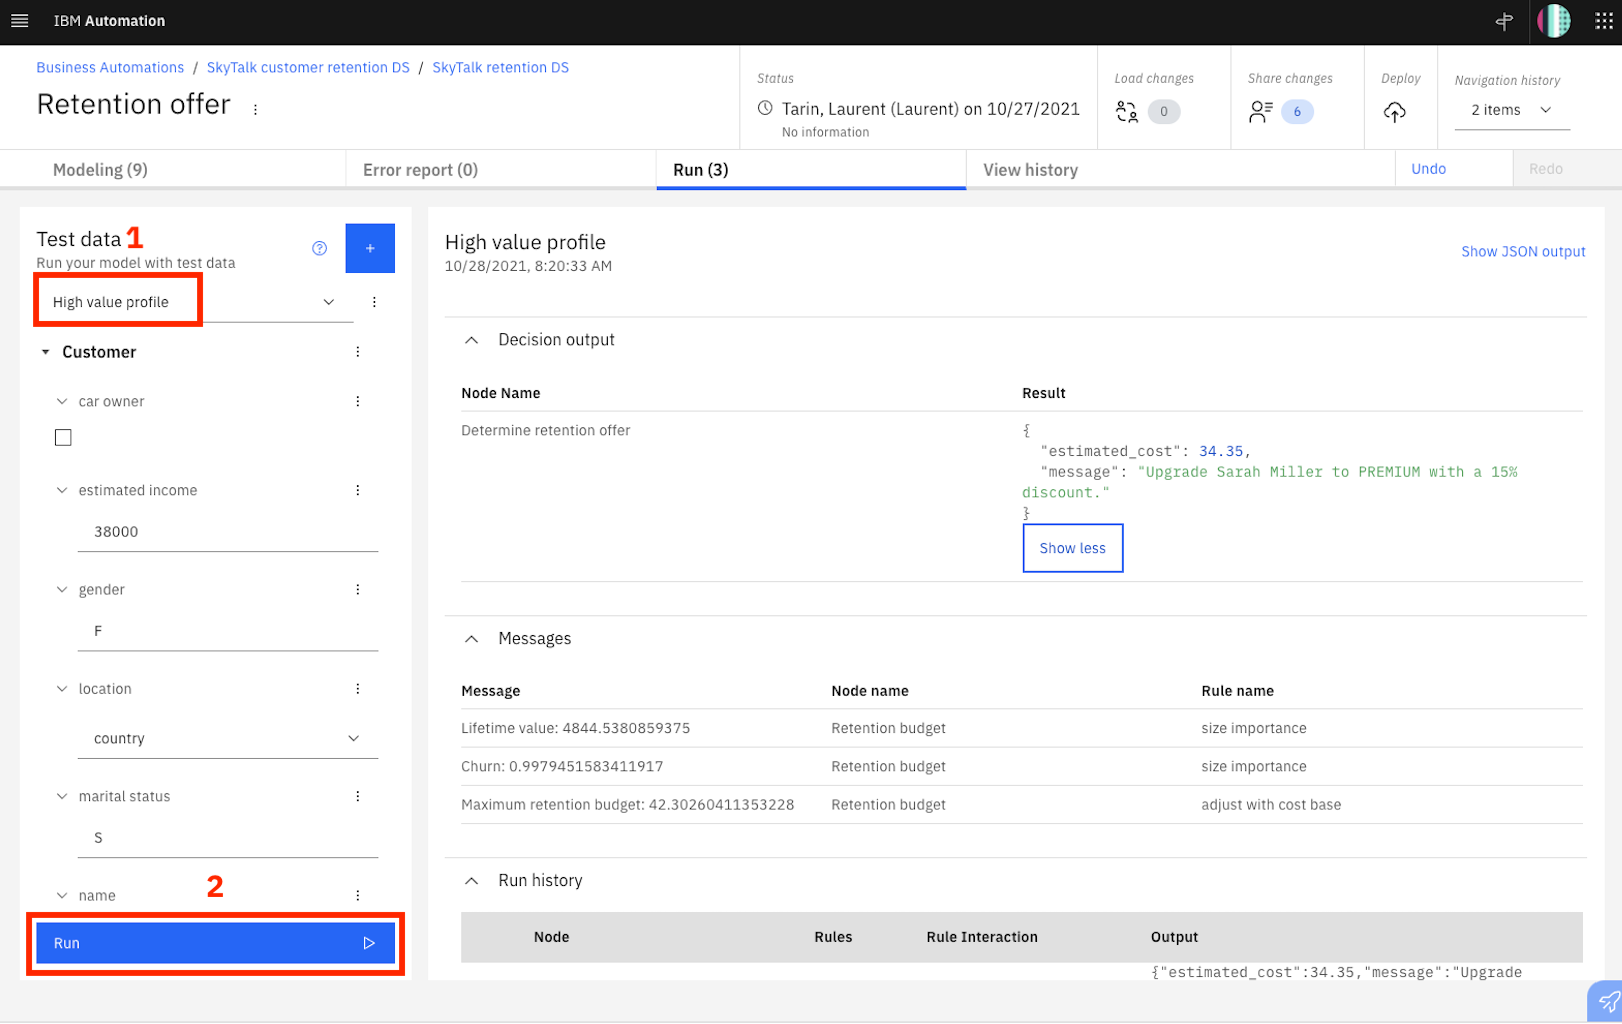 IBM Automation
Business Automations / SkyTalk customer retention DS / SkyTalk retention DS
Retention offer
Status
Tarin, Laurent (Laurent) on 10/27/2021
No information
Load changes
0
Share changes
6
Deploy
Navigation history
2 items
Modeling (9)
Error report (0)
Run (3)
View history
Undo
Redo
Test data 1
Run your model with test data
?
+
High value profile
Customer
car owner
estimated income
38000
gender
F
location
country
marital status
S
name
2
Run
High value profile
10/28/2021, 8:20:33 AM
Show JSON output
Decision output
Node Name Result
Determine retention offer
{
"estimated_cost": 34.35,
"message": "Upgrade Sarah Miller to PREMIUM with a 15%
discount."
}
Show less
Messages
Message Node name Rule name
Lifetime value: 4844.5380859375 Retention budget size importance
Churn: 0.9979451583411917 Retention budget size importance
Maximum retention budget: 42.30260411353228 Retention budget adjust with cost base
Run history
Node Rules Rule Interaction Output
{"estimated_cost":34.35,"message":"Upgrade